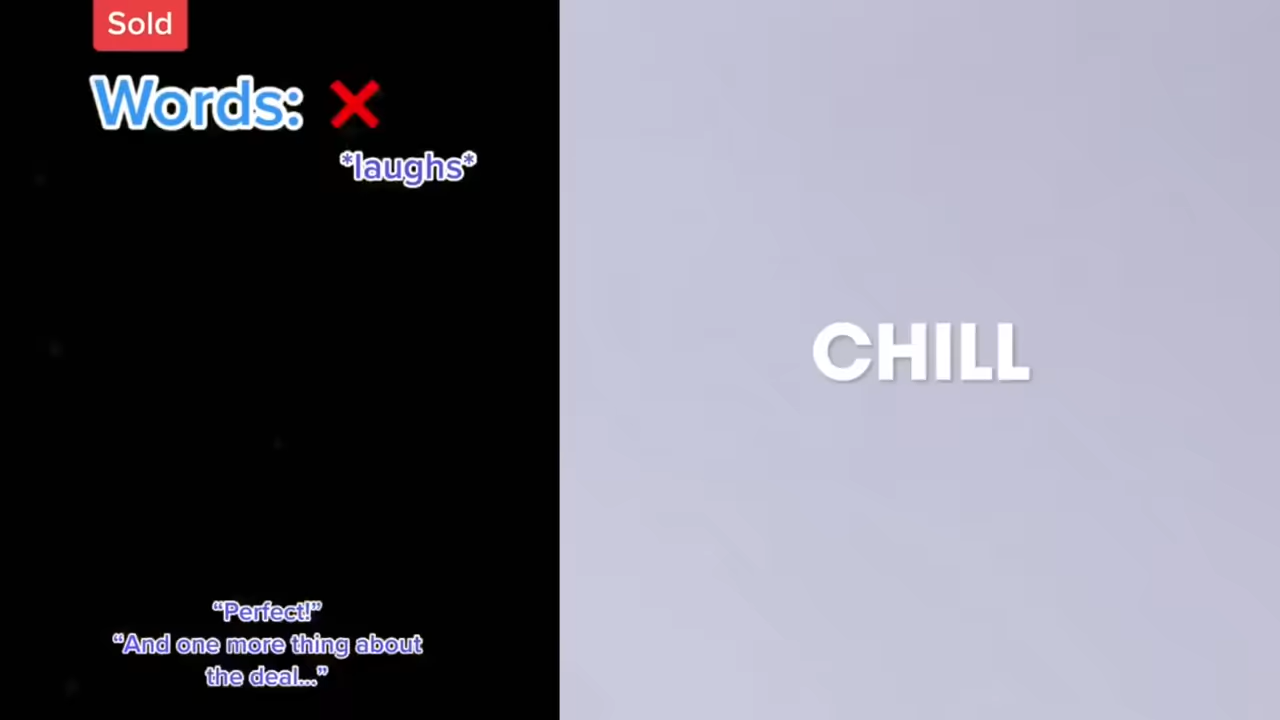 Sold
Words: ❌
*laughs*
“Perfect!”
“And one more thing about
the deal...”
CHILL